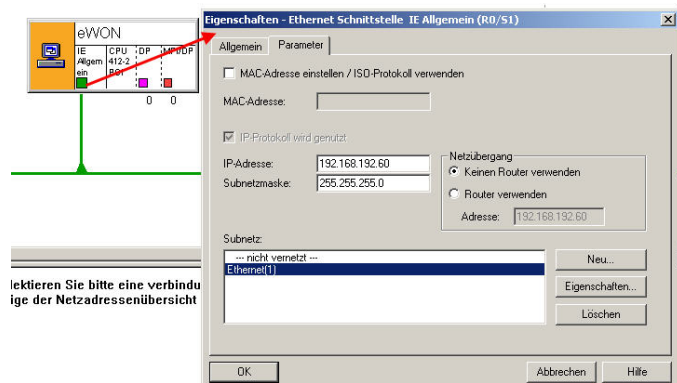 eWON
IE Allgem ein
CPU 412-2
DP
MPI/DP
0 0
lektieren Sie bitte eine verbindu
ige der Netzadressenübersicht
Eigenschaften - Ethernet Schnittstelle IE Allgemein (R0/S1)
Allgemein Parameter
MAC-Adresse einstellen / ISO-Protokoll verwenden
MAC-Adresse:
IP-Protokoll wird genutzt
IP-Adresse: 192.168.192.60
Subnetzmaske: 255.255.255.0
Netzübergang
Keinen Router verwenden
Router verwenden
Adresse: 192.168.192.60
Subnetz:
--- nicht vernetzt ---
Ethernet(1)
Neu...
Eigenschaften...
Löschen
OK Abbrechen Hilfe